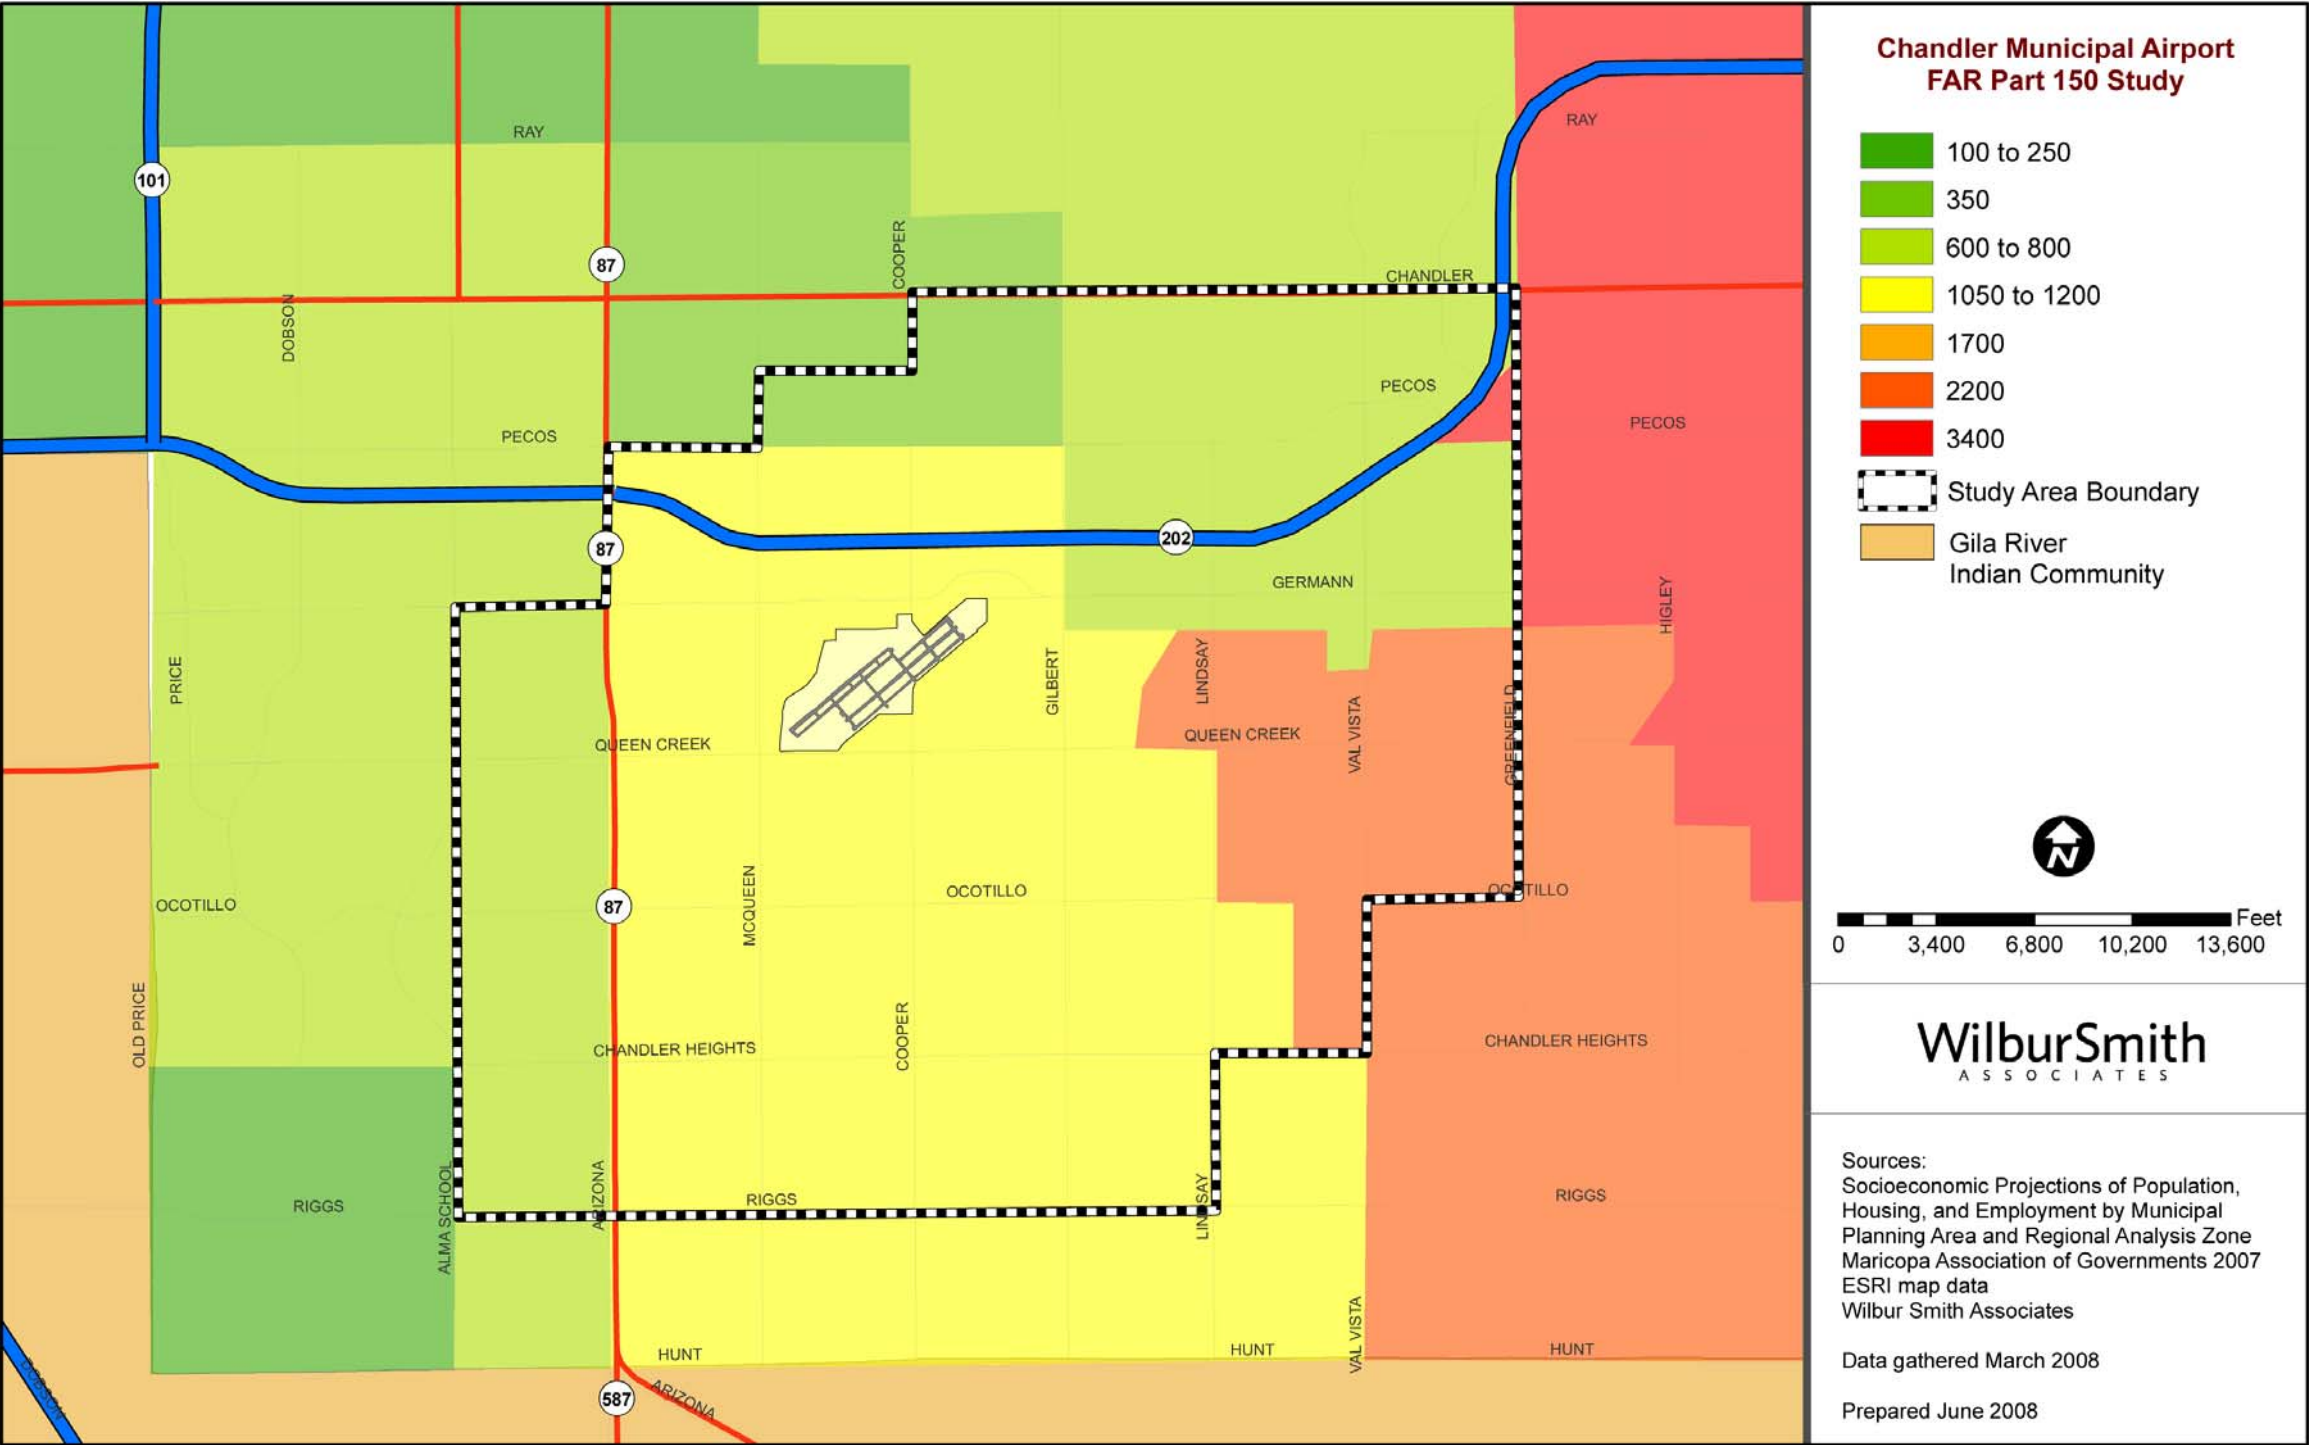 RAY
101
COOPER
87
CHANDLER
DOBSON
PECOS
RAY
PECOS
PECOS
87
202
GERMANN
HIGLEY
PRICE
GILBERT
LINDSAY
VAL VISTA
GREENFIELD
QUEEN CREEK
QUEEN CREEK
OCOTILLO
87
MCQUEEN
OCOTILLO
OCOTILLO
OLD PRICE
CHANDLER HEIGHTS
COOPER
CHANDLER HEIGHTS
RIGGS
ALMA SCHOOL
ARIZONA
RIGGS
LINDSAY
RIGGS
HUNT
HUNT
VAL VISTA
HUNT
DOBSON
587
ARIZONA
Chandler Municipal Airport
FAR Part 150 Study
100 to 250
350
600 to 800
1050 to 1200
1700
2200
3400
Study Area Boundary
Gila River
Indian Community
N
Feet
0 3,400 6,800 10,200 13,600
WilburSmith
ASSOCIATES
Sources:
Socioeconomic Projections of Population,
Housing, and Employment by Municipal
Planning Area and Regional Analysis Zone
Maricopa Association of Governments 2007
ESRI map data
Wilbur Smith Associates
Data gathered March 2008
Prepared June 2008